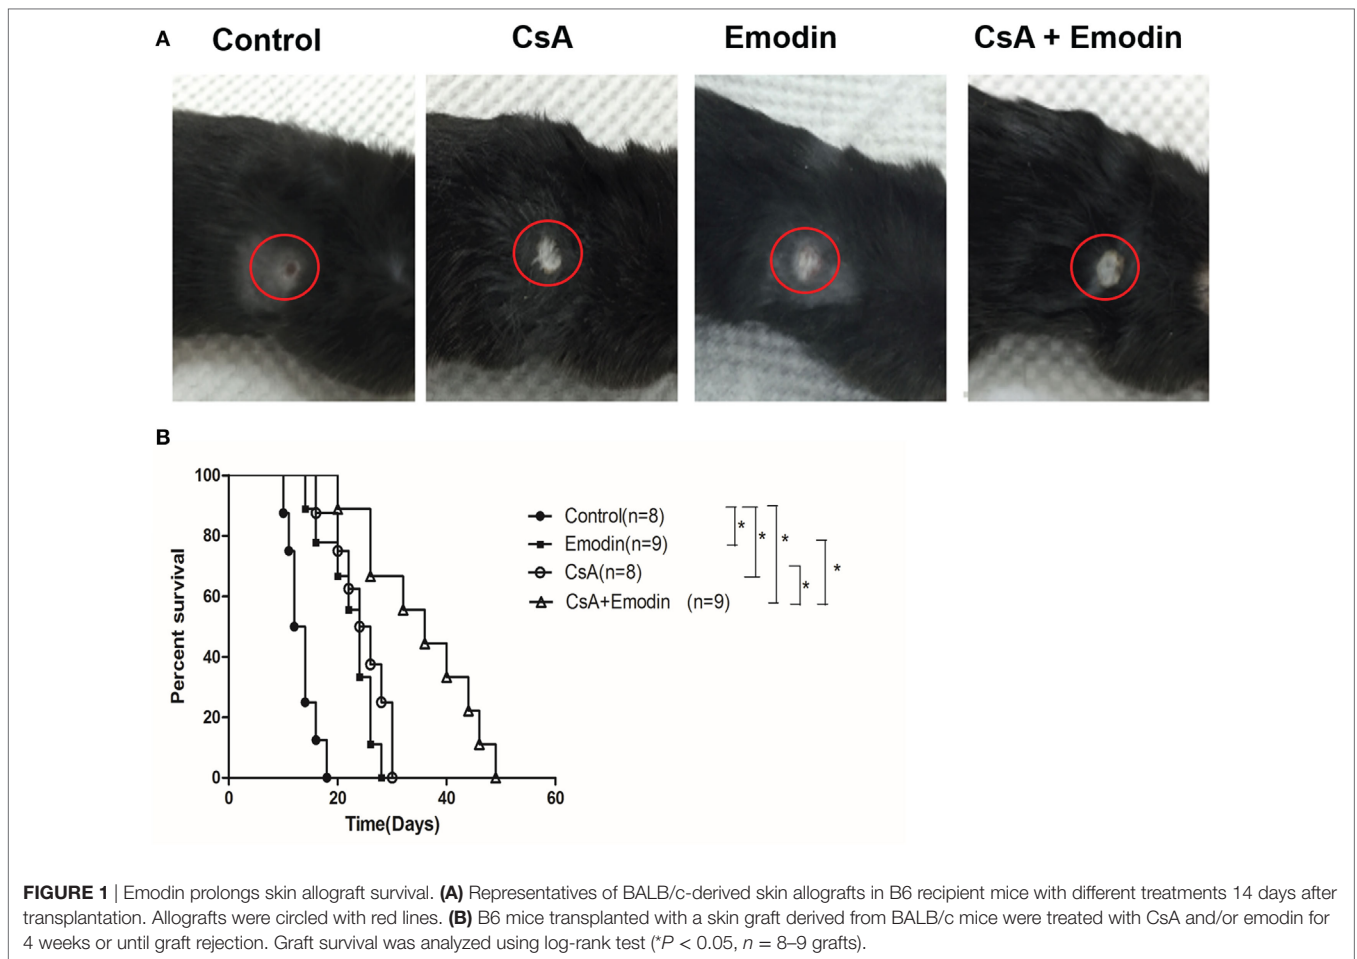 A
Control
CsA
Emodin
CsA + Emodin
B
100
80
60
40
20
0
Percent survival
0
20
40
60
Time(Days)
Control(n=8)
Emodin(n=9)
CsA(n=8)
CsA+Emodin (n=9)
*
*
*
*
*
FIGURE 1 | Emodin prolongs skin allograft survival. (A) Representatives of BALB/c-derived skin allografts in B6 recipient mice with different treatments 14 days after
transplantation. Allografts were circled with red lines. (B) B6 mice transplanted with a skin graft derived from BALB/c mice were treated with CsA and/or emodin for
4 weeks or until graft rejection. Graft survival was analyzed using log-rank test (*P < 0.05, n = 8–9 grafts).